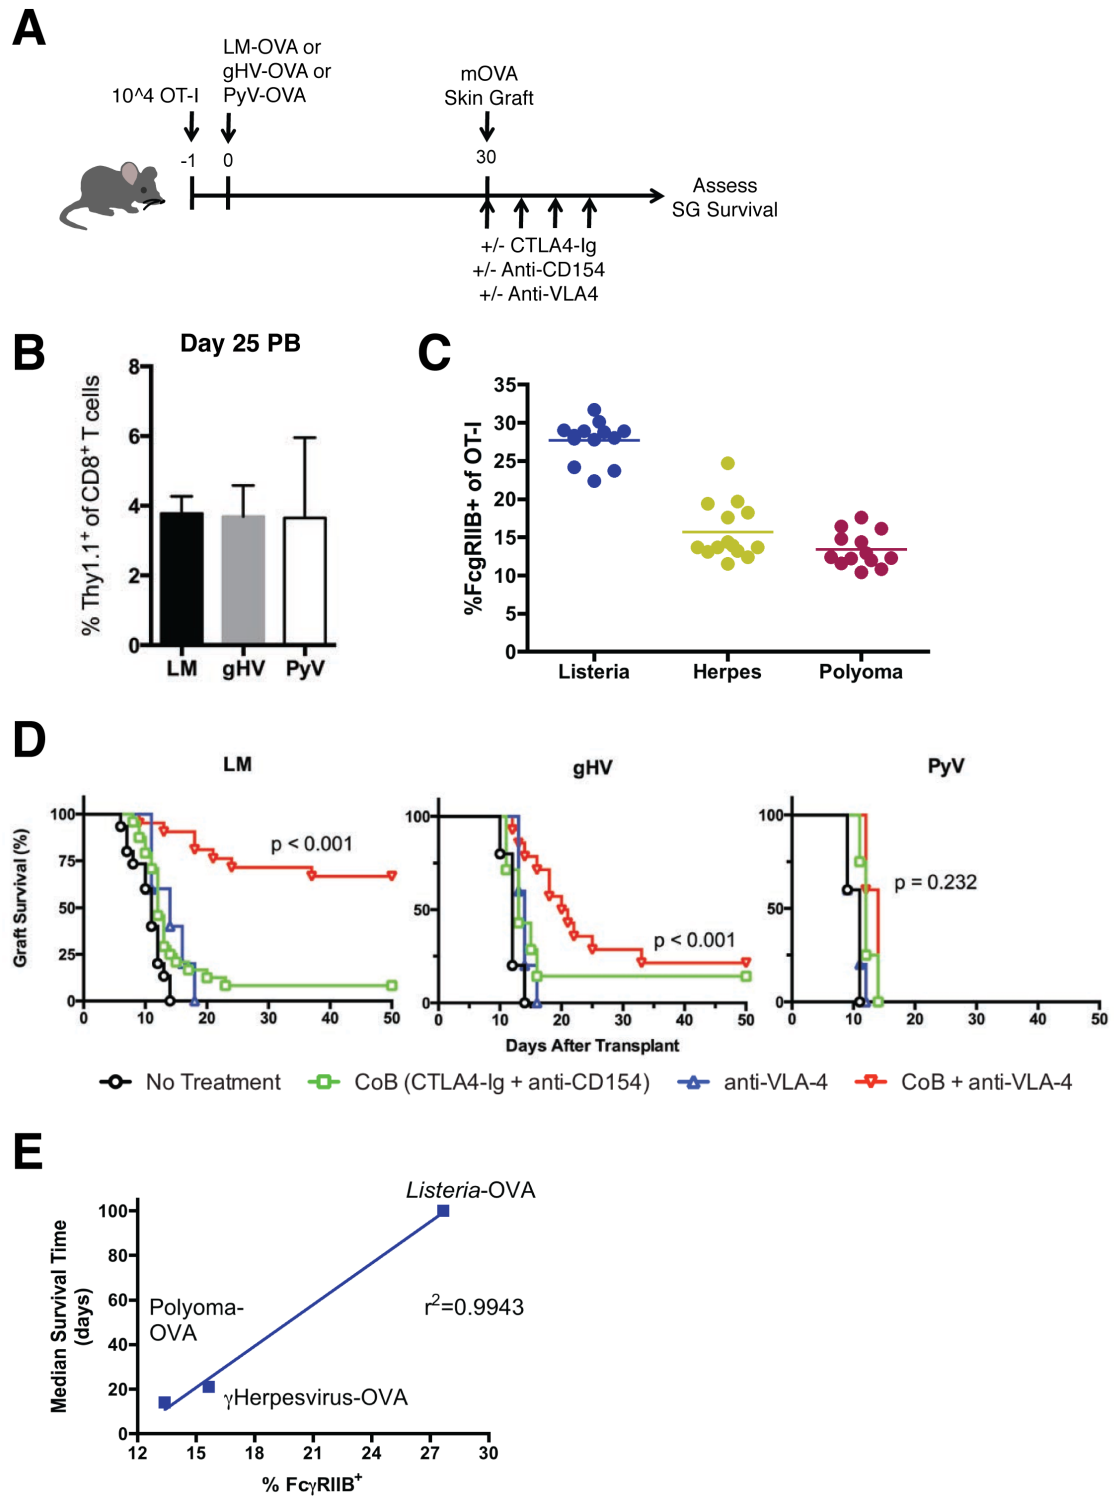 A
LM-OVA or
gHV-OVA or
10^4 OT-I
PyV-OVA
mOVA
Skin Graft
-1
0
30
Assess
SG Survival
+/- CTLA4-Ig
+/- Anti-CD154
+/- Anti-VLA4
B
Day 25 PB
% Thy1.1+ of CD8+ T cells
8
6
4
2
0
LM
gHV
PyV
C
%FcgRIIB+ of OT-I
35
30
25
20
15
10
5
0
Listeria
Herpes
Polyoma
D
LM
Graft Survival (%)
100
75
50
25
0
p < 0.001
0 10 20 30 40 50
gHV
100
50
0
p < 0.001
0 10 20 30 40 50
Days After Transplant
PyV
100
50
0
p = 0.232
0 10 20 30 40 50
No Treatment
CoB (CTLA4-Ig + anti-CD154)
anti-VLA-4
CoB + anti-VLA-4
E
Listeria-OVA
Median Survival Time
(days)
100
80
60
40
20
0
Polyoma-
OVA
r2=0.9943
γHerpesvirus-OVA
12 15 18 21 24 27 30
% FcγRIIB+